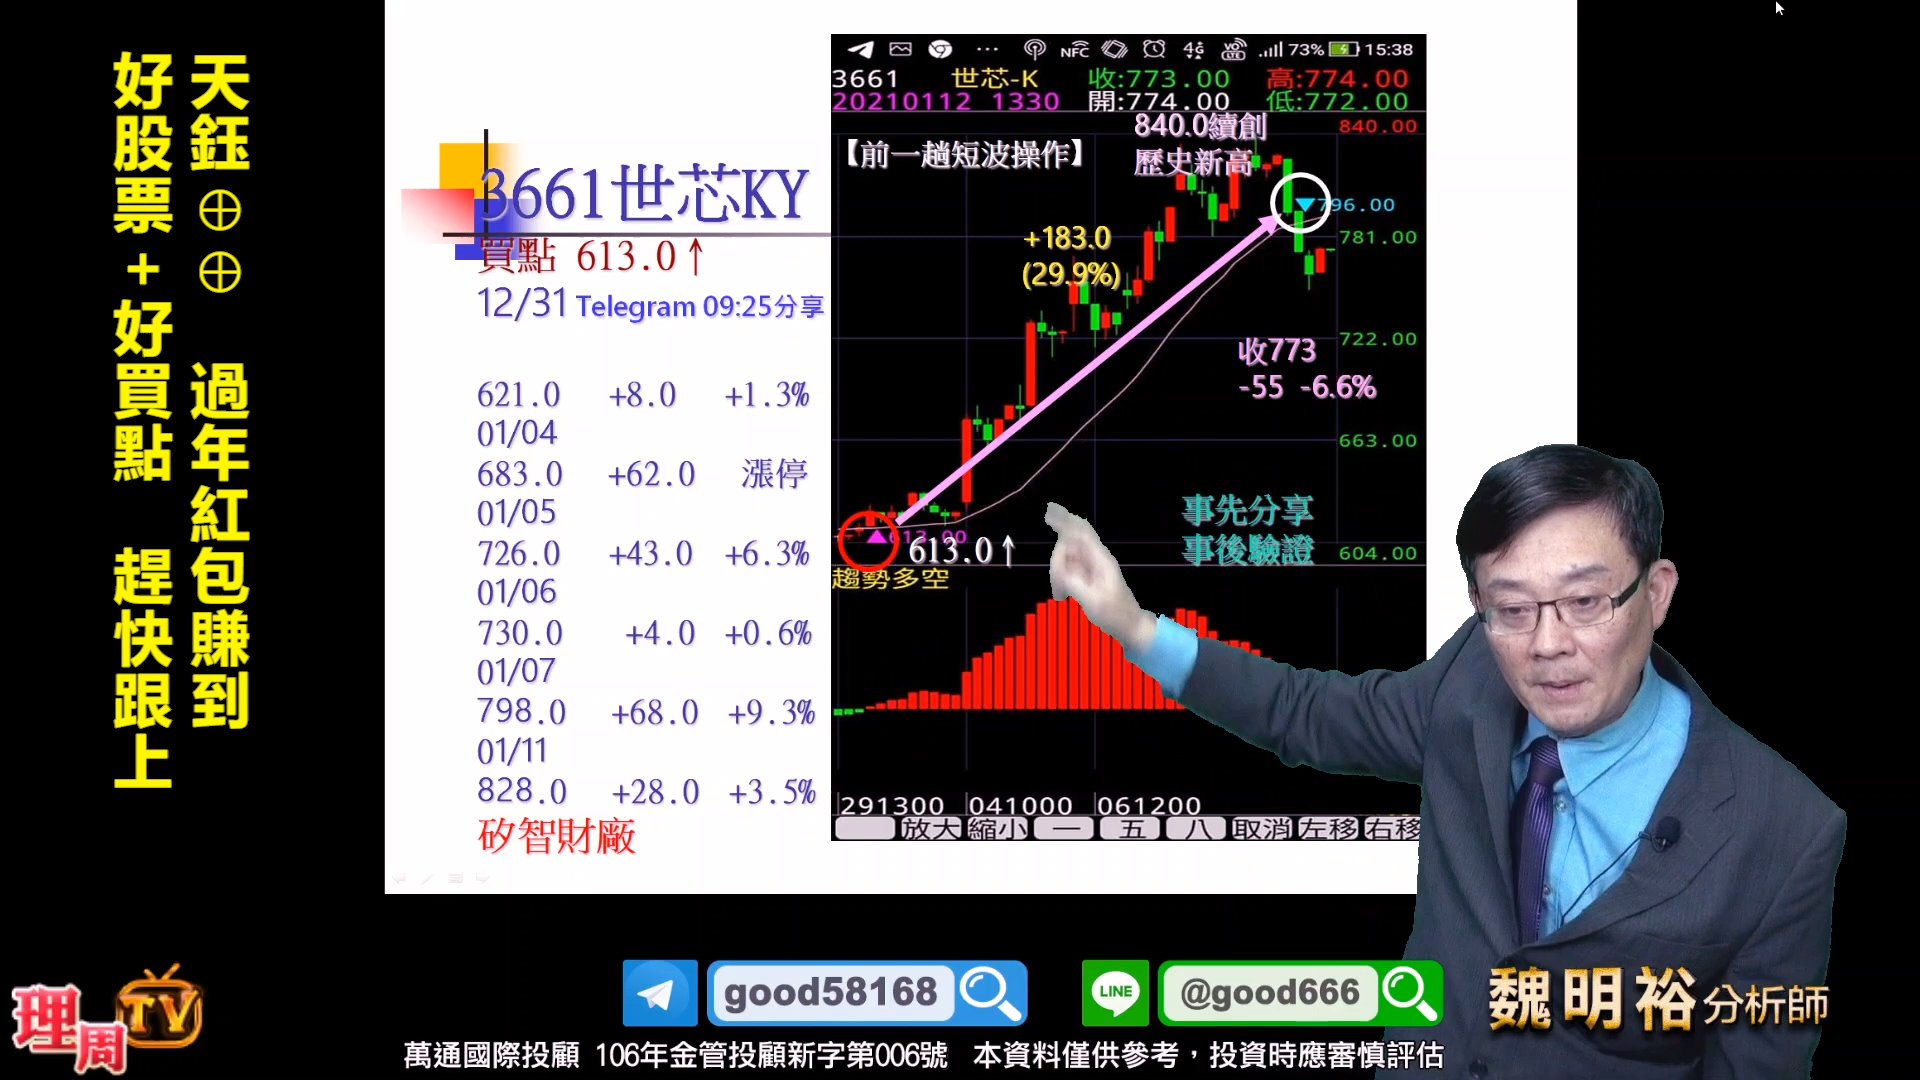 天鈺⊕⊕ 過年紅包賺到
好股票+好買點 趕快跟上
3661世芯KY
買點 613.0↑
12/31 Telegram 09:25分享
621.0 +8.0 +1.3%
01/04
683.0 +62.0 漲停
01/05
726.0 +43.0 +6.3%
01/06
730.0 +4.0 +0.6%
01/07
798.0 +68.0 +9.3%
01/11
828.0 +28.0 +3.5%
矽智財廠
NFC 4G 73% 15:38
3661 世芯-K 收:773.00 高:774.00
20210112 1330 開:774.00 低:772.00
840.0續創 840.00
【前一趟短波操作】 歷史新高
796.00
+183.0 781.00
(29.9%)
722.00
收773
-55 -6.6%
663.00
事先分享
613.00
613.0↑ 事後驗證 604.00
趨勢多空
291300 041000 061200
放大 縮小 一 五 八 取消 左移 右移
理周TV
good58168
LINE @good666
魏明裕分析師
萬通國際投顧 106年金管投顧新字第006號 本資料僅供參考，投資時應審慎評估